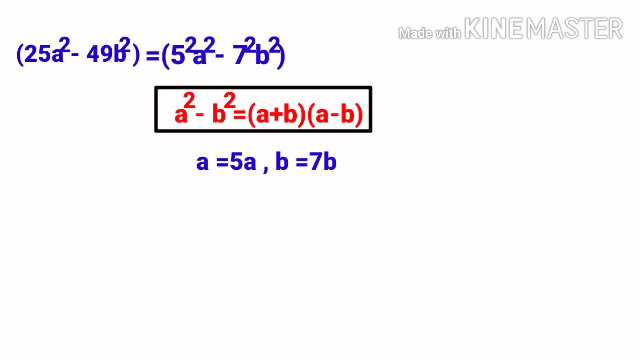 Made with KINEMASTER
(25a² - 49b²) = (5²a² - 7²b²)
a² - b² = (a+b)(a-b)
a = 5a , b = 7b